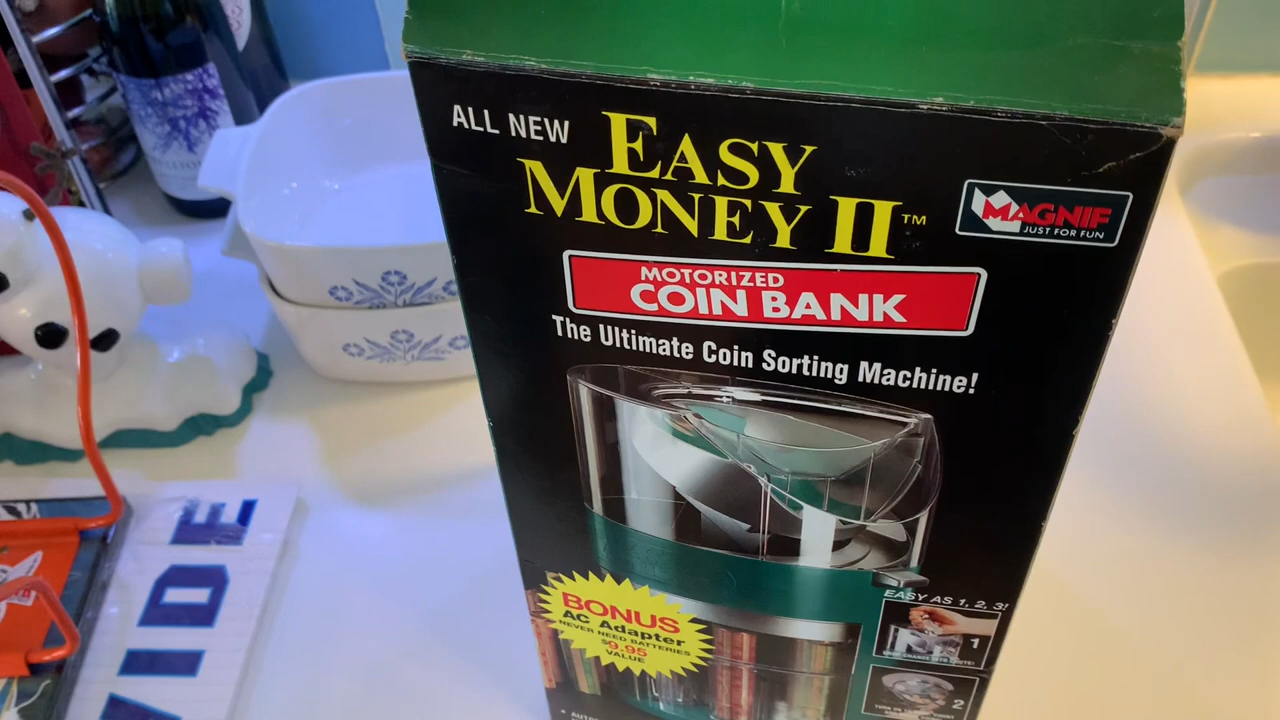 ALL NEW
EASY
MONEY II™
MAGNIF
JUST FOR FUN
MOTORIZED
COIN BANK
The Ultimate Coin Sorting Machine!
BONUS
AC Adapter
NEVER NEED BATTERIES
$9.95
VALUE
EASY AS 1, 2, 3!
1
2
VIDE